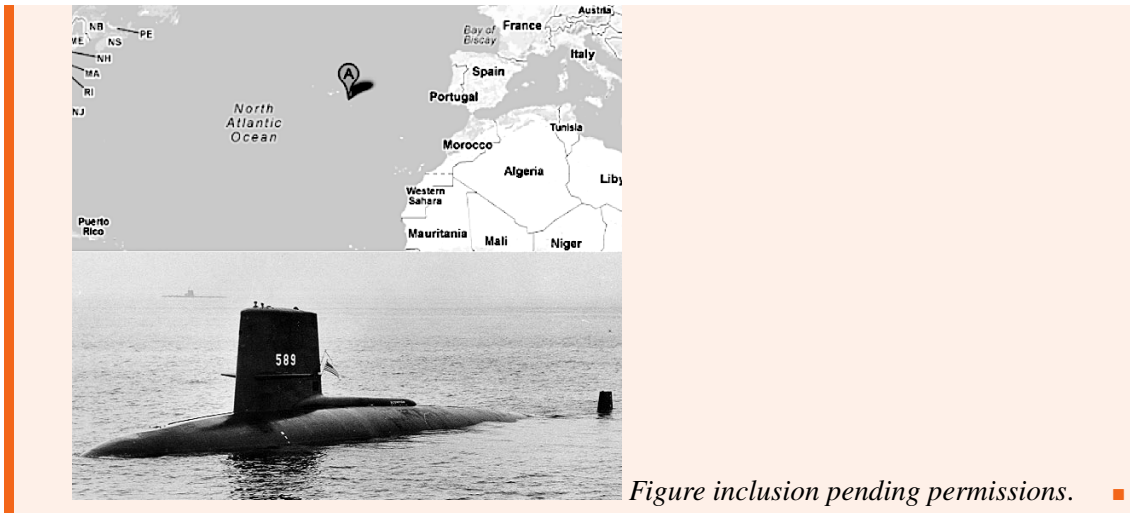 NB
PE
ME
NS
NH
MA
RI
NJ
A
North
Atlantic
Ocean
Bay of
Biscay
France
Austria
Italy
Spain
Portugal
Tunisia
Morocco
Algeria
Liby
Western
Sahara
Puerto
Rico
Mauritania
Mali
Niger
589
Figure inclusion pending permissions.